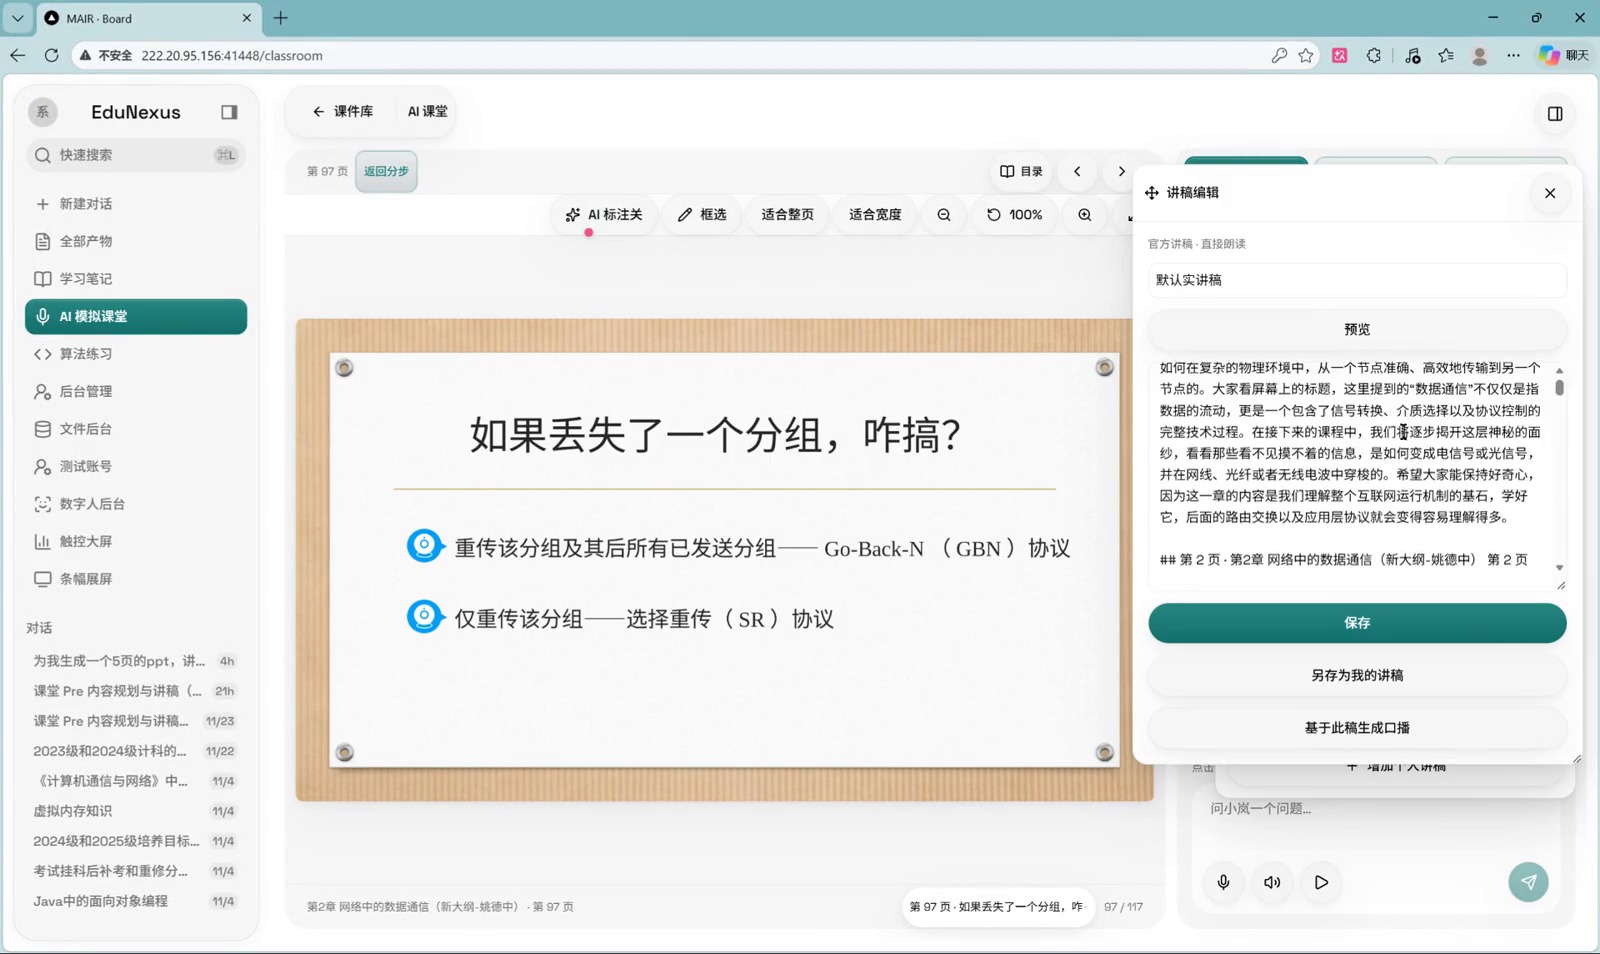 MAIR · Board
不安全 222.20.95.156:41448/classroom
聊天
系
EduNexus
快速搜索
⌘L
新建对话
全部产物
学习笔记
AI 模拟课堂
算法练习
后台管理
文件后台
测试账号
数字人后台
触控大屏
条幅展屏
对话
为我生成一个5页的ppt，讲... 4h
课堂 Pre 内容规划与讲稿（... 21h
课堂 Pre 内容规划与讲稿... 11/23
2023级和2024级计科的... 11/22
《计算机通信与网络》中... 11/4
虚拟内存知识 11/4
2024级和2025级培养目标... 11/4
考试挂科后补考和重修分... 11/4
Java中的面向对象编程 11/4
课件库
AI 课堂
第 97 页
返回分步
目录
AI 标注关
框选
适合整页
适合宽度
100%
如果丢失了一个分组，咋搞？
重传该分组及其后所有已发送分组—— Go-Back-N （ GBN ）协议
仅重传该分组——选择重传（ SR ）协议
第2章 网络中的数据通信（新大纲-姚德中） · 第 97 页
第 97 页 · 如果丢失了一个分组，咋
97 / 117
讲稿编辑
官方讲稿 · 直接朗读
默认实讲稿
预览
如何在复杂的物理环境中，从一个节点准确、高效地传输到另一个
节点的。大家看屏幕上的标题，这里提到的“数据通信”不仅仅是指
数据的流动，更是一个包含了信号转换、介质选择以及协议控制的
完整技术过程。在接下来的课程中，我们将逐步揭开这层神秘的面
纱，看看那些看不见摸不着的信息，是如何变成电信号或光信号，
并在网线、光纤或者无线电波中穿梭的。希望大家能保持好奇心，
因为这一章的内容是我们理解整个互联网运行机制的基石，学好
它，后面的路由交换以及应用层协议就会变得容易理解得多。
## 第 2 页 · 第2章 网络中的数据通信（新大纲-姚德中） 第 2 页
保存
另存为我的讲稿
基于此稿生成口播
点击
增加个人讲稿
问小岚一个问题...